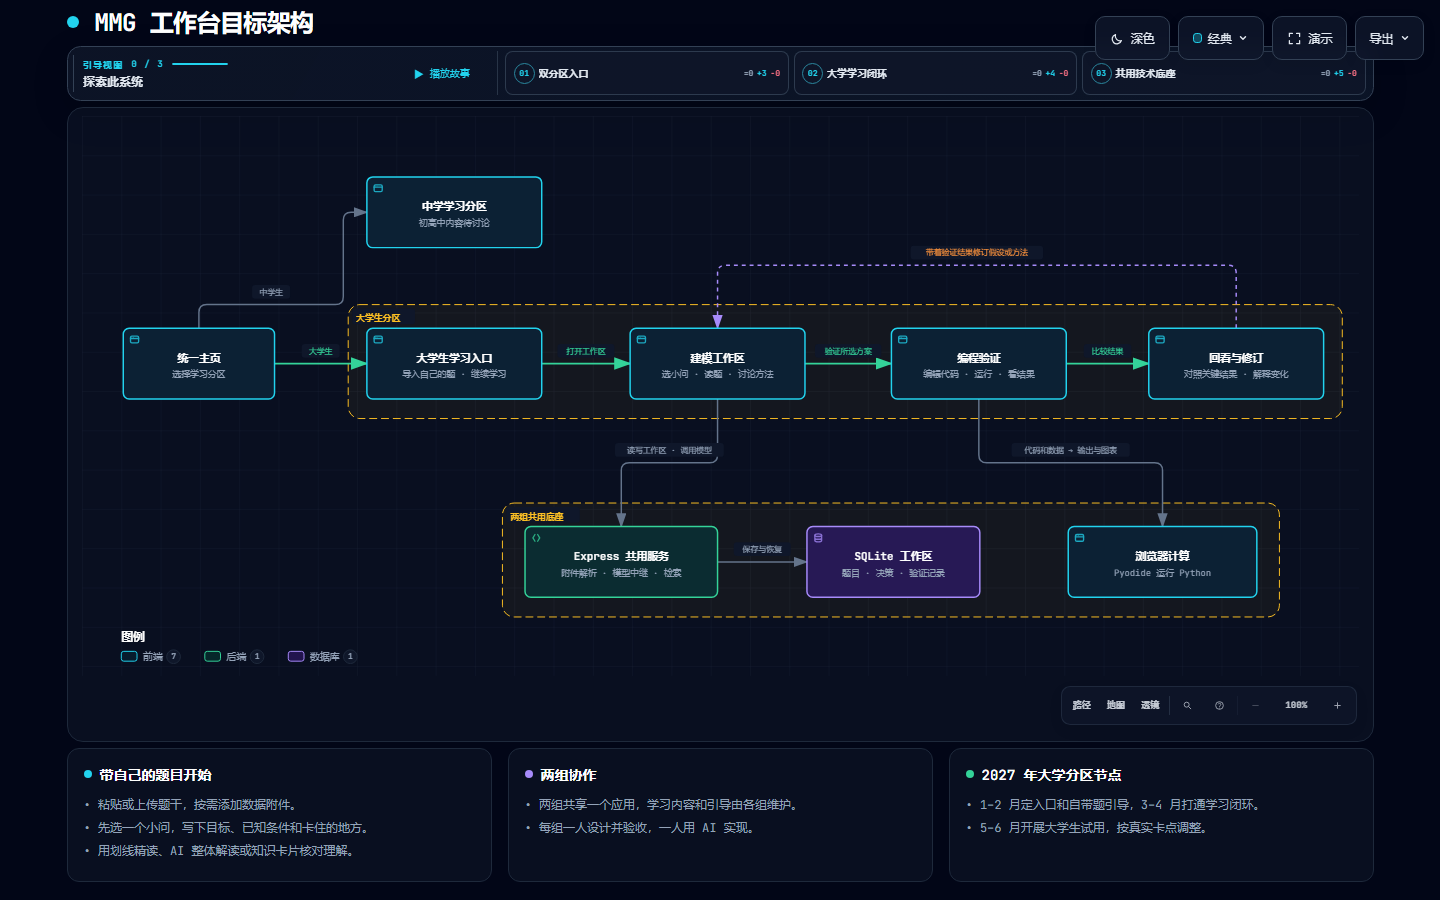 MMG 工作台目标架构
深色
经典
演示
导出
引导视图 0 / 3
探索此系统
播放故事
01 双分区入口 =0 +3 -0
02 大学学习闭环 =0 +4 -0
03 共用技术底座 =0 +5 -0
中学学习分区
初高中内容待讨论
带着验证结果修订假设或方法
中学生
大学生分区
统一主页
选择学习分区
大学生
大学生学习入口
导入自己的题 · 继续学习
打开工作区
建模工作区
选小问 · 读题 · 讨论方法
验证所选方案
编程验证
编辑代码 · 运行 · 看结果
比较结果
回看与修订
对照关键结果 · 解释变化
读写工作区 · 调用模型
代码和数据 → 输出与图表
两组共用底座
Express 共用服务
附件解析 · 模型中继 · 检索
保存与恢复
SQLite 工作区
题目 · 决策 · 验证记录
浏览器计算
Pyodide 运行 Python
图例
前端 7
后端 1
数据库 1
路径 地图 透镜 − 100% +
带自己的题目开始
• 粘贴或上传题干，按需添加数据附件。
• 先选一个小问，写下目标、已知条件和卡住的地方。
• 用划线精读、AI 整体解读或知识卡片核对理解。
两组协作
• 两组共享一个应用，学习内容和引导由各组维护。
• 每组一人设计并验收，一人用 AI 实现。
2027 年大学分区节点
• 1-2 月定入口和自带题引导，3-4 月打通学习闭环。
• 5-6 月开展大学生试用，按真实卡点调整。